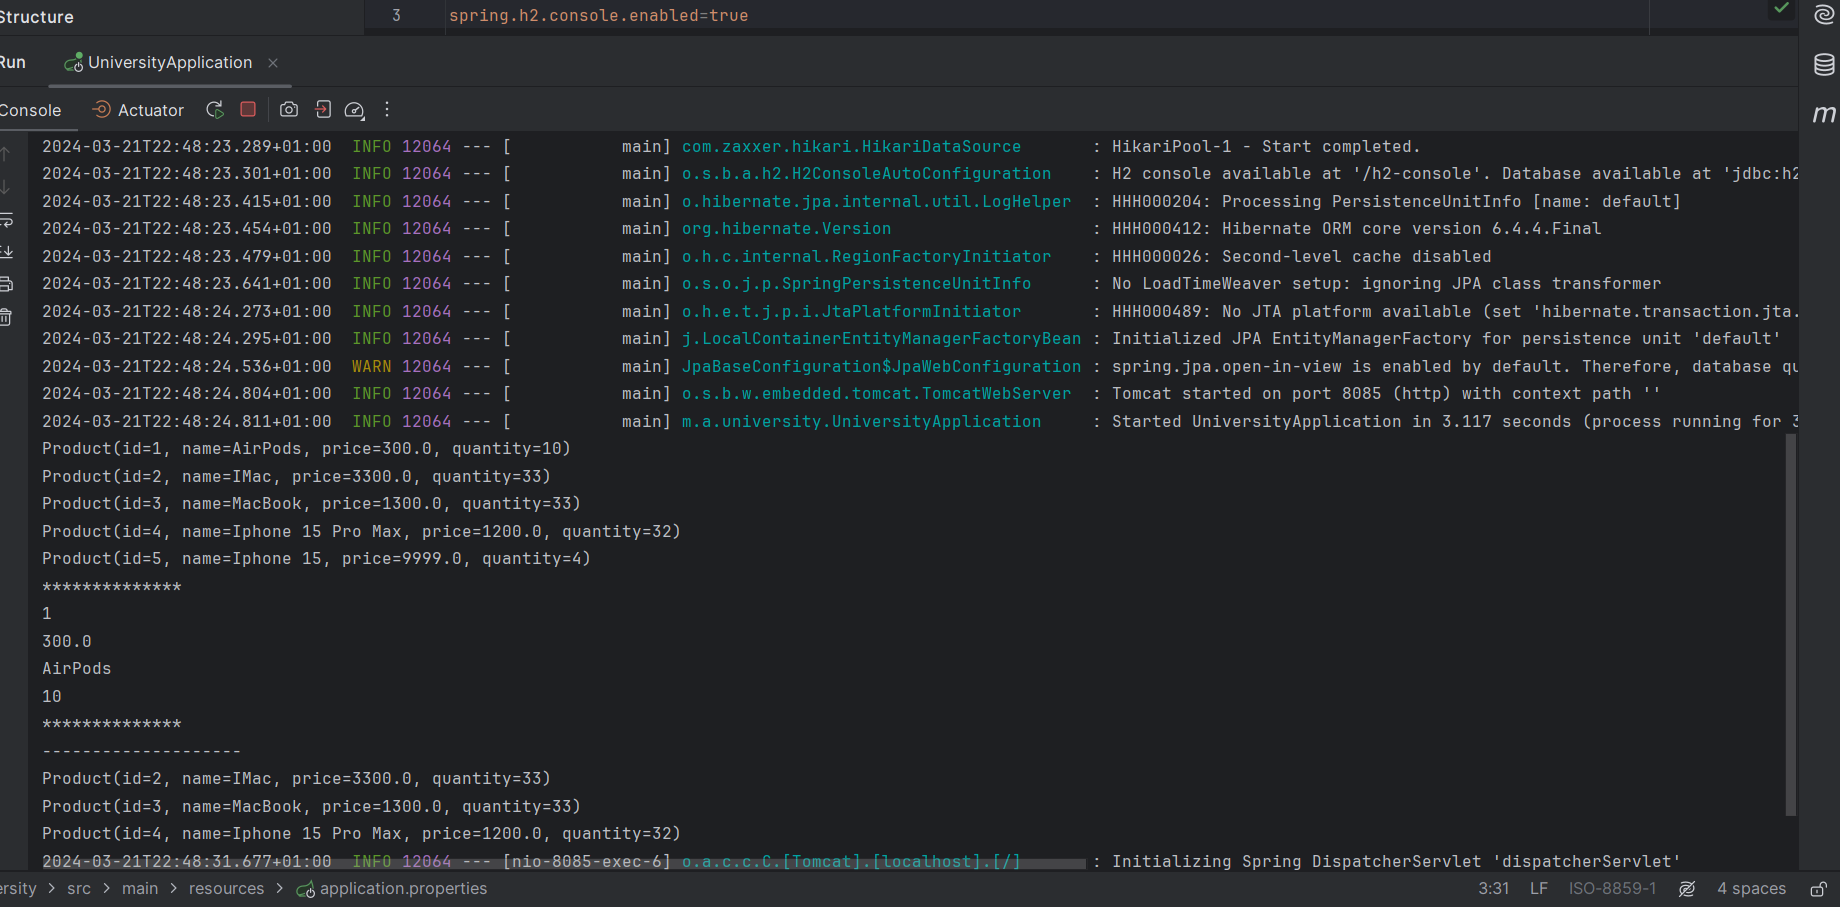 Structure
3 spring.h2.console.enabled=true
Run UniversityApplication
Console Actuator
2024-03-21T22:48:23.289+01:00 INFO 12064 --- [ main] com.zaxxer.hikari.HikariDataSource : HikariPool-1 - Start completed.
2024-03-21T22:48:23.301+01:00 INFO 12064 --- [ main] o.s.b.a.h2.H2ConsoleAutoConfiguration : H2 console available at '/h2-console'. Database available at 'jdbc:h2
2024-03-21T22:48:23.415+01:00 INFO 12064 --- [ main] o.hibernate.jpa.internal.util.LogHelper : HHH000204: Processing PersistenceUnitInfo [name: default]
2024-03-21T22:48:23.454+01:00 INFO 12064 --- [ main] org.hibernate.Version : HHH000412: Hibernate ORM core version 6.4.4.Final
2024-03-21T22:48:23.479+01:00 INFO 12064 --- [ main] o.h.c.internal.RegionFactoryInitiator : HHH000026: Second-level cache disabled
2024-03-21T22:48:23.641+01:00 INFO 12064 --- [ main] o.s.o.j.p.SpringPersistenceUnitInfo : No LoadTimeWeaver setup: ignoring JPA class transformer
2024-03-21T22:48:24.273+01:00 INFO 12064 --- [ main] o.h.e.t.j.p.i.JtaPlatformInitiator : HHH000489: No JTA platform available (set 'hibernate.transaction.jta.
2024-03-21T22:48:24.295+01:00 INFO 12064 --- [ main] j.LocalContainerEntityManagerFactoryBean : Initialized JPA EntityManagerFactory for persistence unit 'default'
2024-03-21T22:48:24.536+01:00 WARN 12064 --- [ main] JpaBaseConfiguration$JpaWebConfiguration : spring.jpa.open-in-view is enabled by default. Therefore, database qu
2024-03-21T22:48:24.804+01:00 INFO 12064 --- [ main] o.s.b.w.embedded.tomcat.TomcatWebServer : Tomcat started on port 8085 (http) with context path ''
2024-03-21T22:48:24.811+01:00 INFO 12064 --- [ main] m.a.university.UniversityApplication : Started UniversityApplication in 3.117 seconds (process running for 3
Product(id=1, name=AirPods, price=300.0, quantity=10)
Product(id=2, name=IMac, price=3300.0, quantity=33)
Product(id=3, name=MacBook, price=1300.0, quantity=33)
Product(id=4, name=Iphone 15 Pro Max, price=1200.0, quantity=32)
Product(id=5, name=Iphone 15, price=9999.0, quantity=4)
**************
1
300.0
AirPods
10
**************
--------------------
Product(id=2, name=IMac, price=3300.0, quantity=33)
Product(id=3, name=MacBook, price=1300.0, quantity=33)
Product(id=4, name=Iphone 15 Pro Max, price=1200.0, quantity=32)
2024-03-21T22:48:31.677+01:00 INFO 12064 --- [nio-8085-exec-6] o.a.c.c.C.[Tomcat].[localhost].[/] : Initializing Spring DispatcherServlet 'dispatcherServlet'
ersity > src > main > resources > application.properties 3:31 LF ISO-8859-1 4 spaces